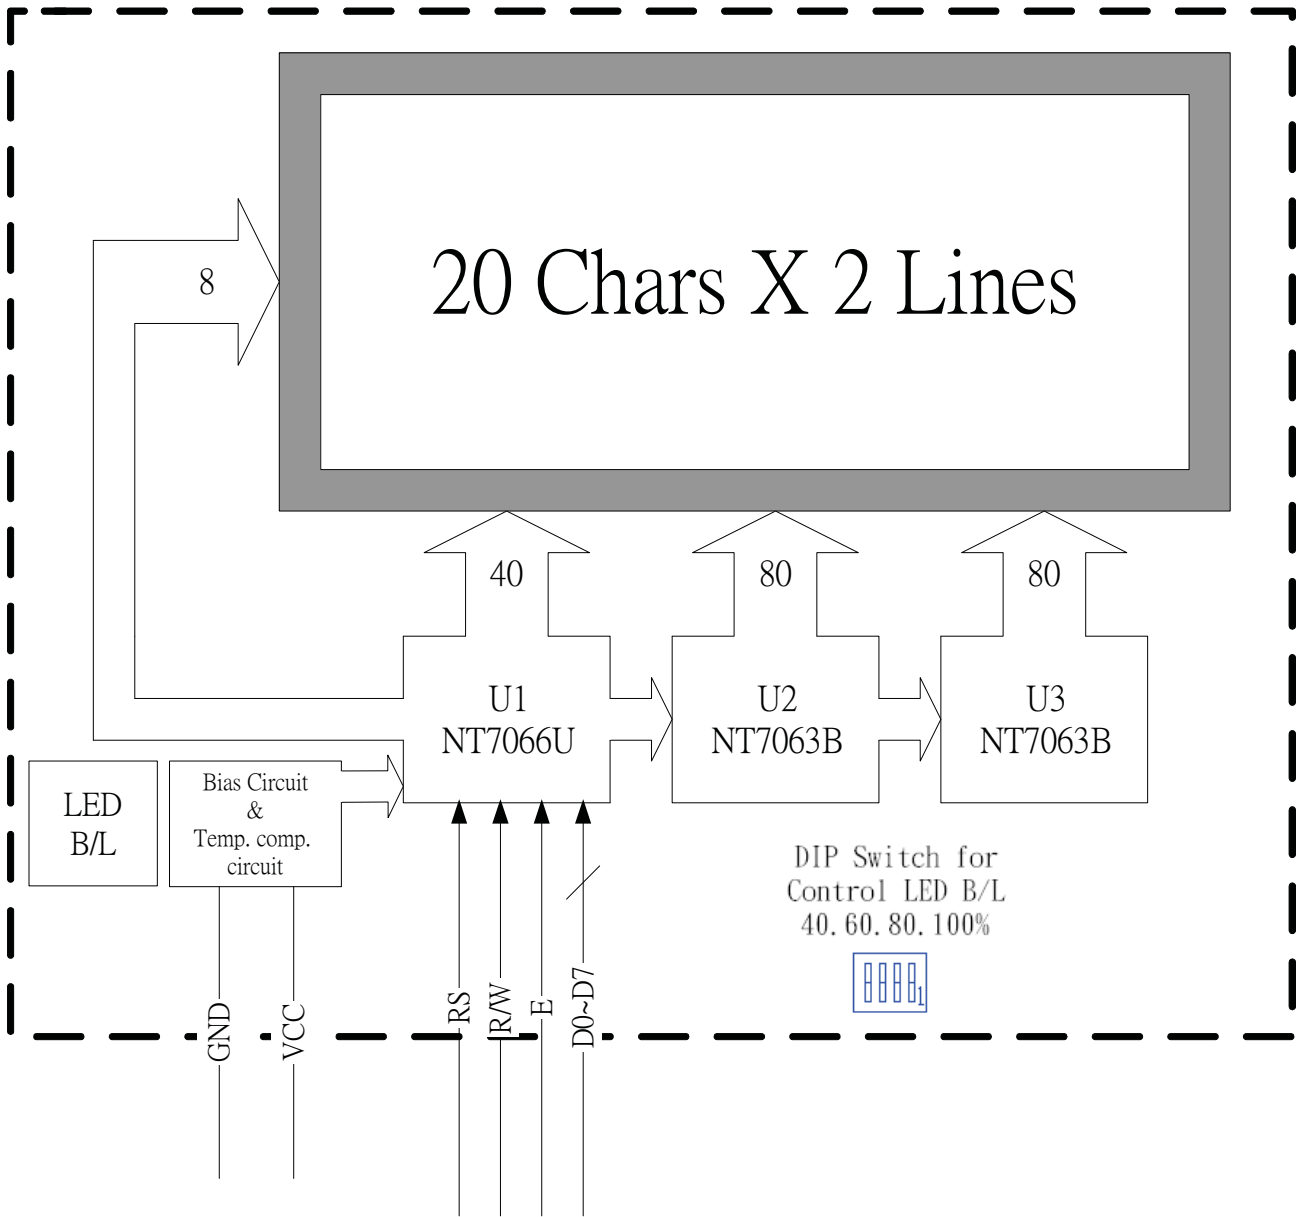 20 Chars X 2 Lines
8
40
80
80
U1
NT7066U
U2
NT7063B
U3
NT7063B
LED
B/L
Bias Circuit
&
Temp. comp.
circuit
DIP Switch for
Control LED B/L
40.60.80.100%
1
GND
VCC
RS
R/W
E
D0~D7